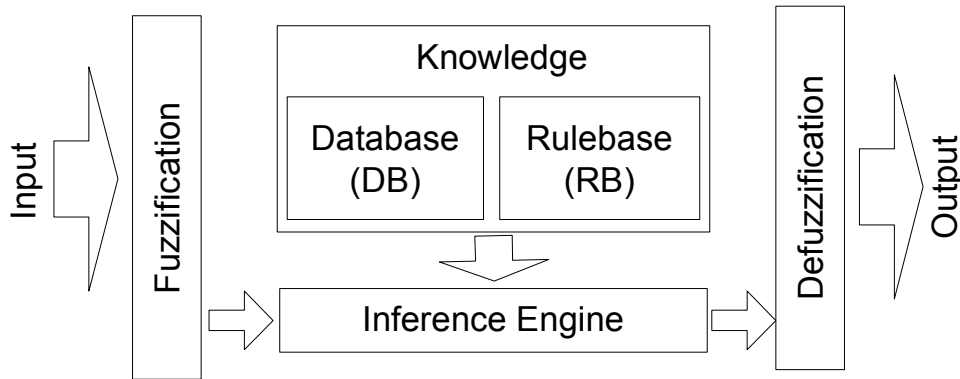 Input
Fuzzification
Knowledge
Database
(DB)
Rulebase
(RB)
Inference Engine
Defuzzification
Output